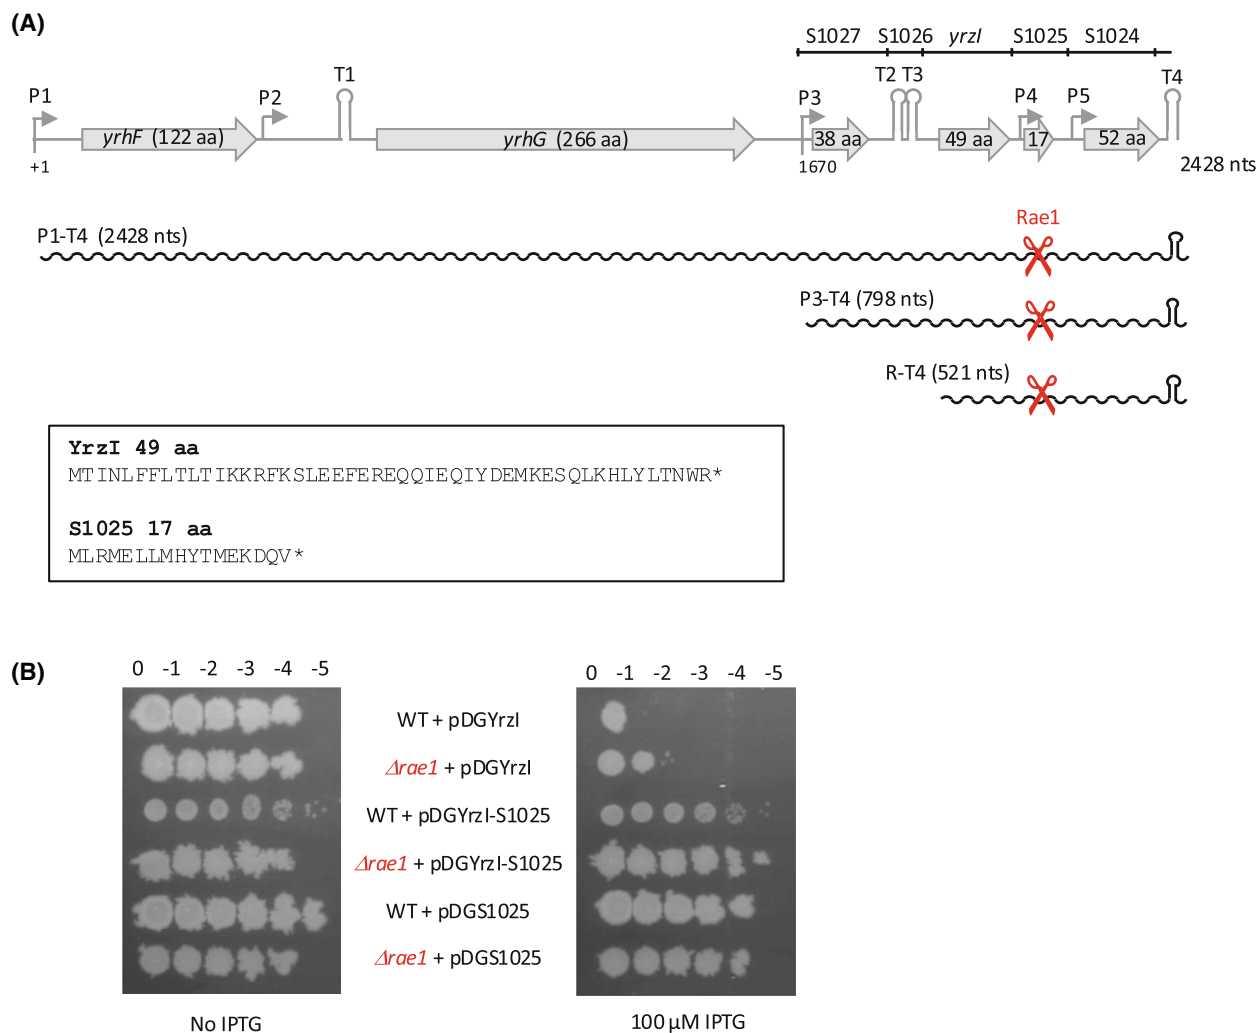 (A)
S1027 S1026 yrzI S1025 S1024
P1 P2 T1 P3 T2 T3 P4 P5 T4
yrhF (122 aa) yrhG (266 aa) 38 aa 49 aa 17 52 aa
+1 1670 2428 nts
Rae1
P1-T4 (2428 nts)
P3-T4 (798 nts)
R-T4 (521 nts)
YrzI 49 aa
MTINLFFLTLTIKKRFKSLEEFEREQQIEQIYDEMKESQLKHLYLTNWR*
S1025 17 aa
MLRMELLMHYTMEKDQV*
(B)
0 -1 -2 -3 -4 -5
0 -1 -2 -3 -4 -5
WT + pDGYrzI
Δrae1 + pDGYrzI
WT + pDGYrzI-S1025
Δrae1 + pDGYrzI-S1025
WT + pDGS1025
Δrae1 + pDGS1025
No IPTG
100 µM IPTG